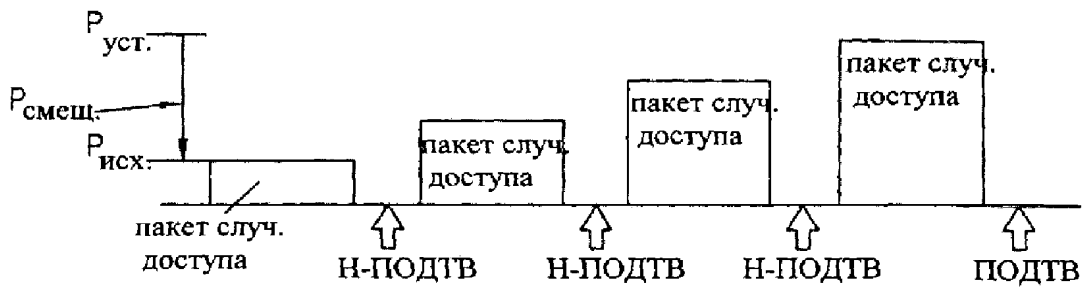 Pуст.
Pсмещ.
Pисх.
пакет случ.
доступа
пакет случ.
доступа
пакет случ.
доступа
пакет случ.
доступа
Н-ПОДТВ
Н-ПОДТВ
Н-ПОДТВ
ПОДТВ